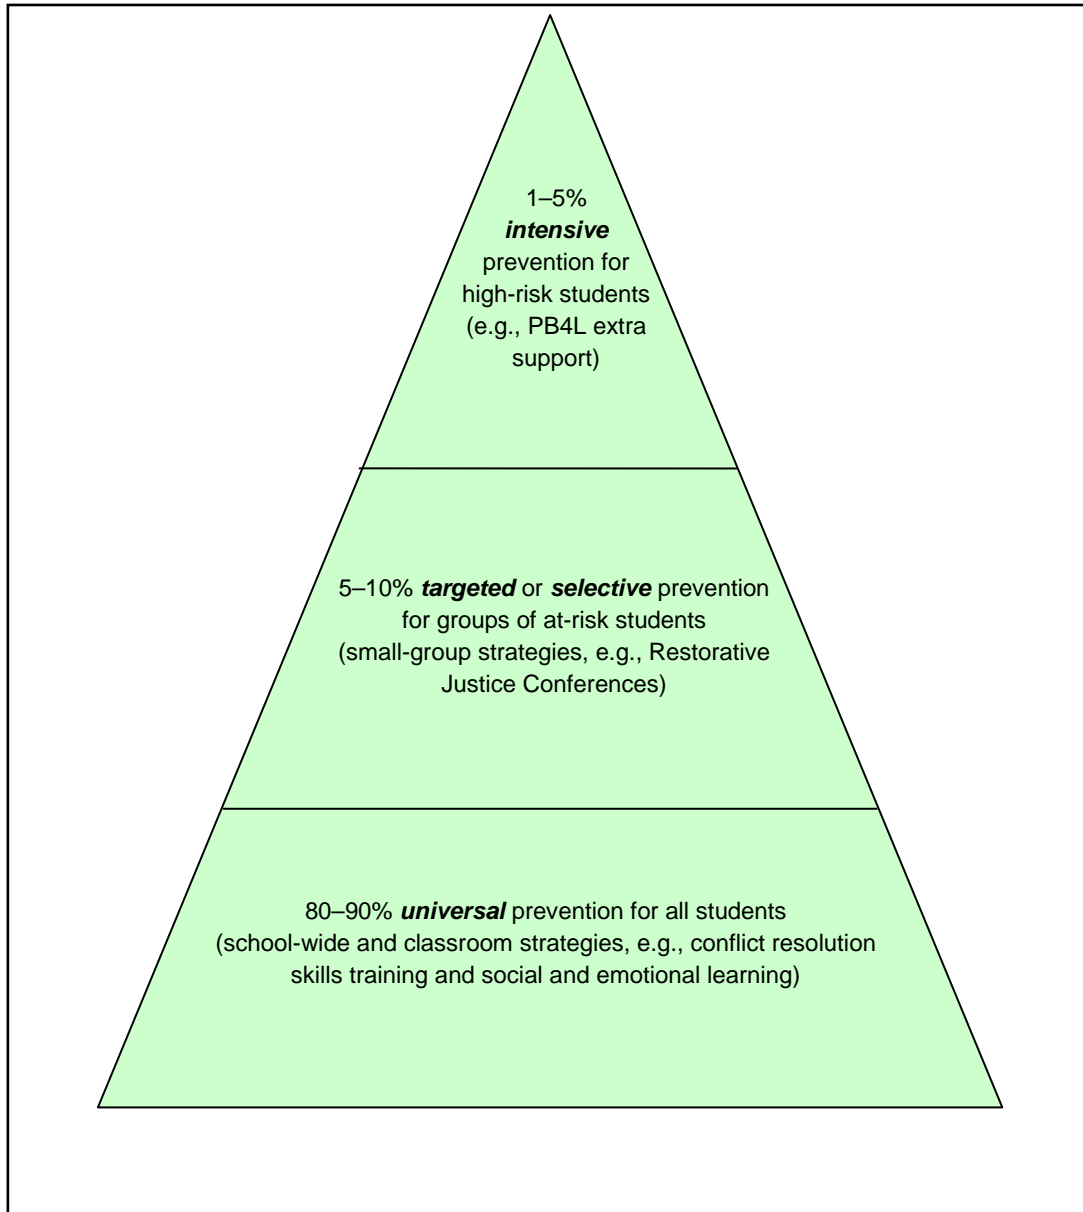 1–5%
intensive
prevention for
high-risk students
(e.g., PB4L extra
support)
5–10% targeted or selective prevention
for groups of at-risk students
(small-group strategies, e.g., Restorative
Justice Conferences)
80–90% universal prevention for all students
(school-wide and classroom strategies, e.g., conflict resolution
skills training and social and emotional learning)